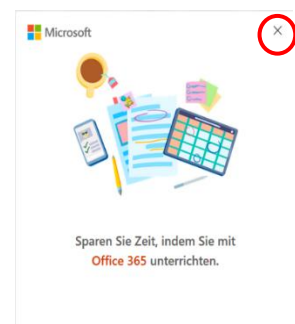 Microsoft
Sparen Sie Zeit, indem Sie mit
Office 365 unterrichten.